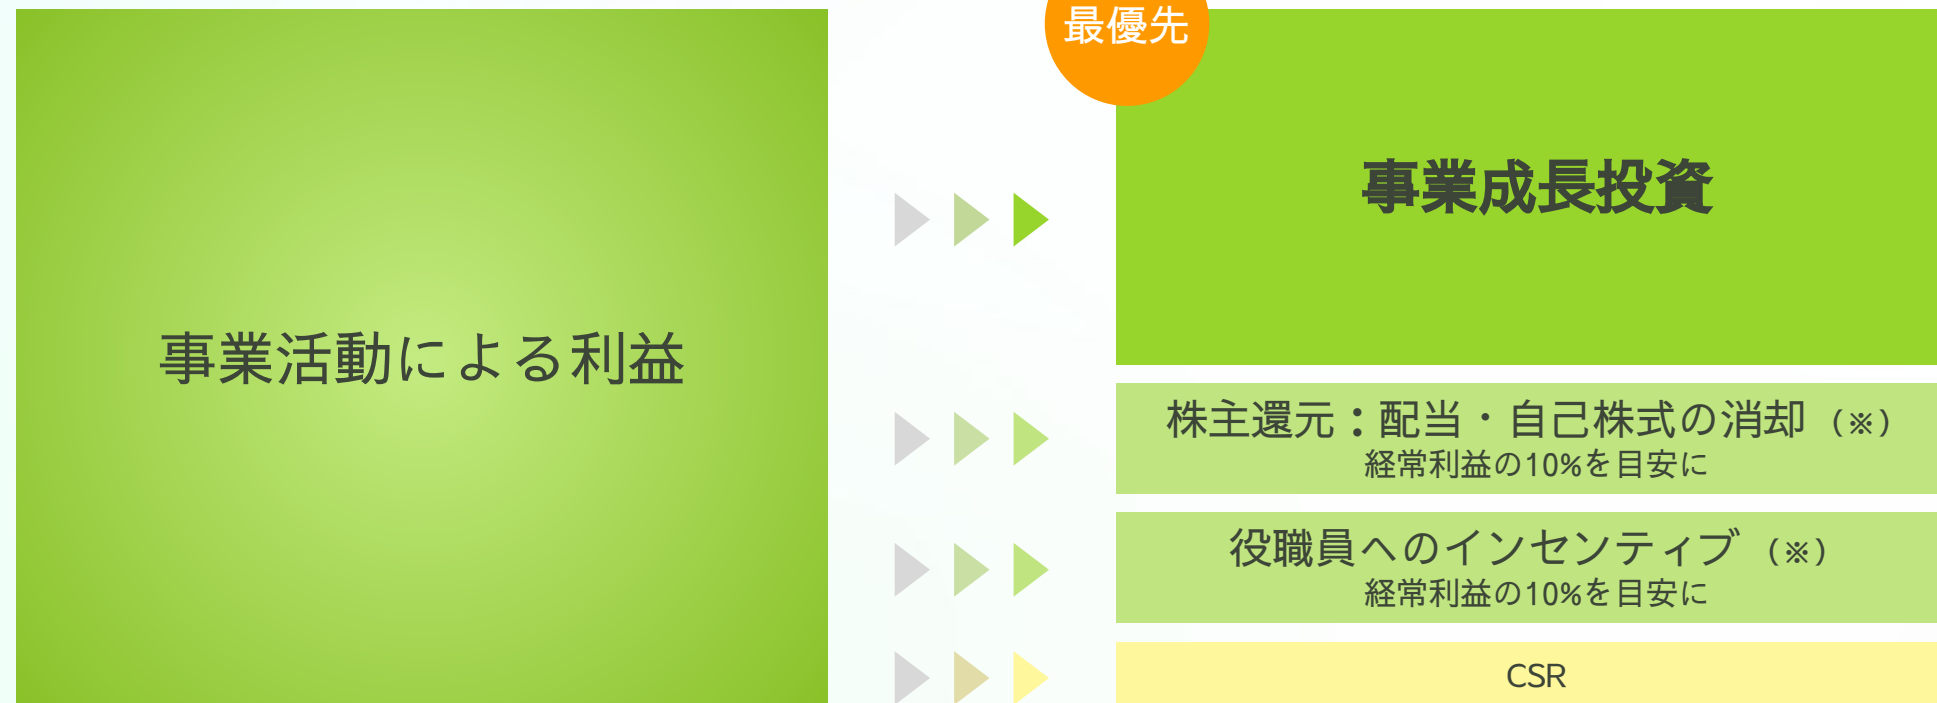 最優先
事業活動による利益
事業成長投資
株主還元：配当・自己株式の消却（※）
経常利益の10%を目安に
役職員へのインセンティブ（※）
経常利益の10%を目安に
CSR